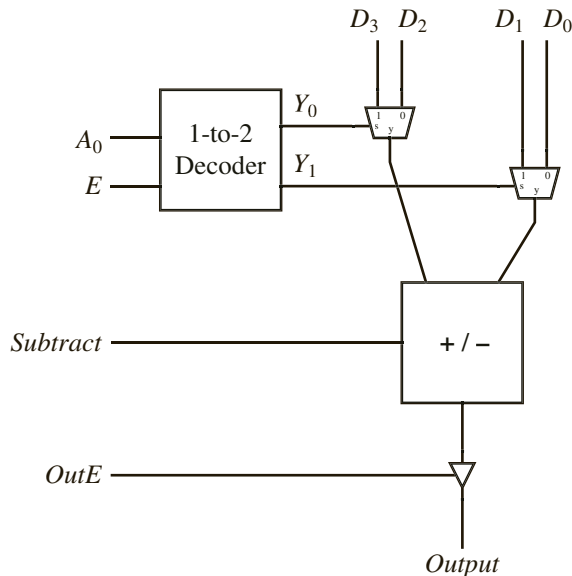 D₃ D₂ D₁ D₀
Y₀ 1 0
A₀ 1-to-2 s y
Decoder
E Y₁ 1 0
s y
Subtract + / −
OutE
Output